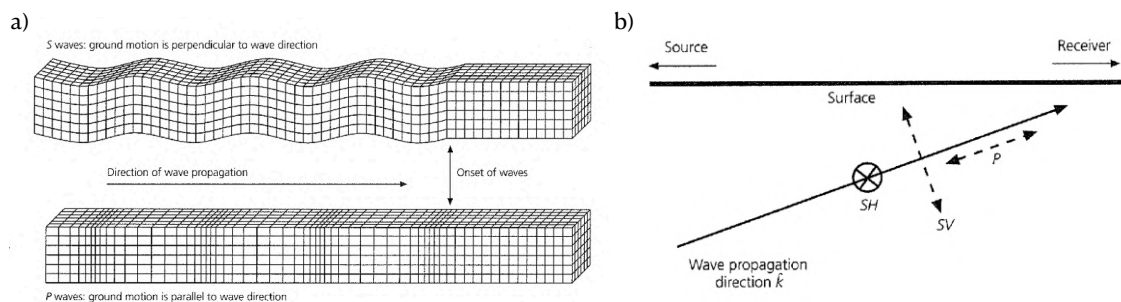 a)
S waves: ground motion is perpendicular to wave direction
Direction of wave propagation
Onset of waves
P waves: ground motion is parallel to wave direction
b)
Source
Receiver
Surface
P
SH
SV
Wave propagation
direction k̂